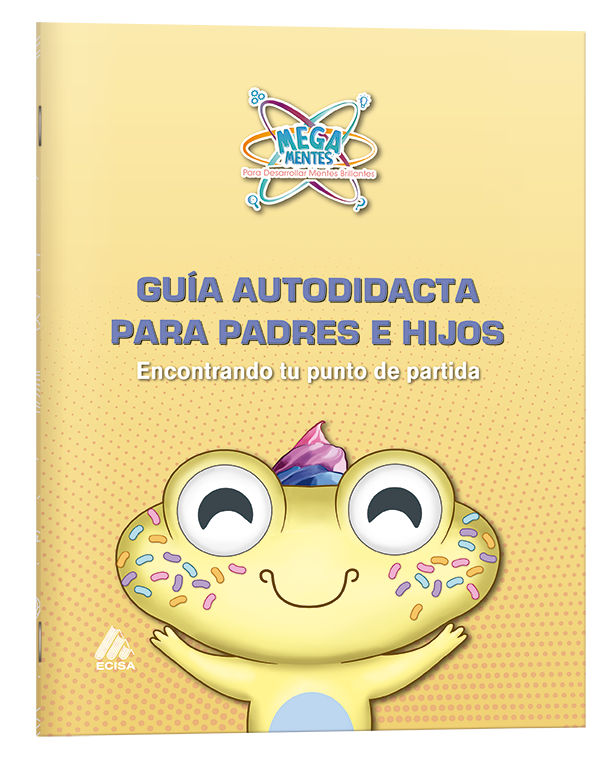 MEGA
MENTES
Para Desarrollar Mentes Brillantes
GUÍA AUTODIDACTA
PARA PADRES E HIJOS
Encontrando tu punto de partida
ECISA